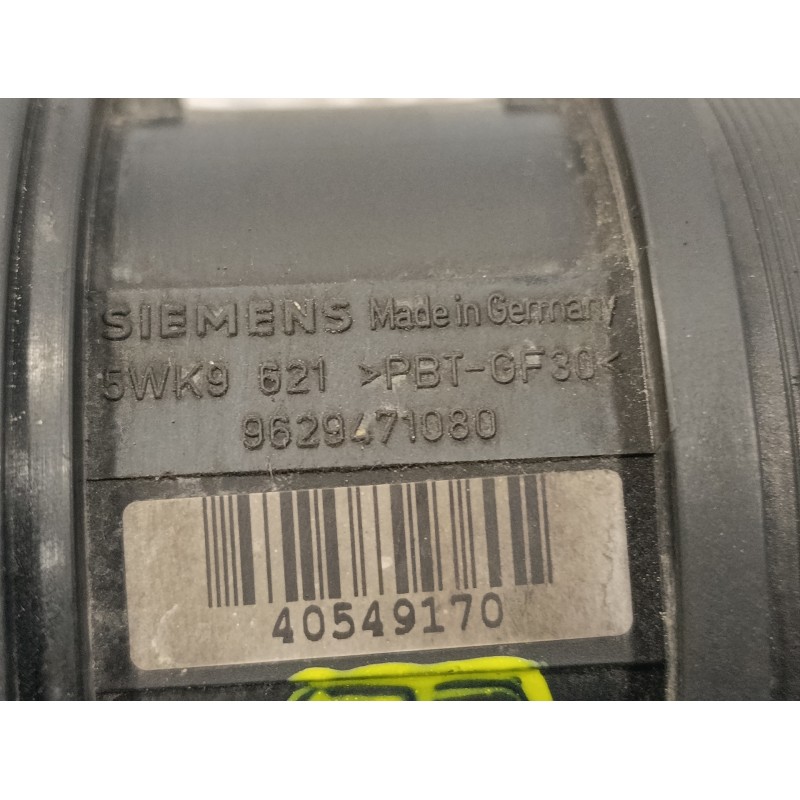 SIEMENS Made in Germany
5WK9 621 >PBT-GF30<
9629471080
40549170